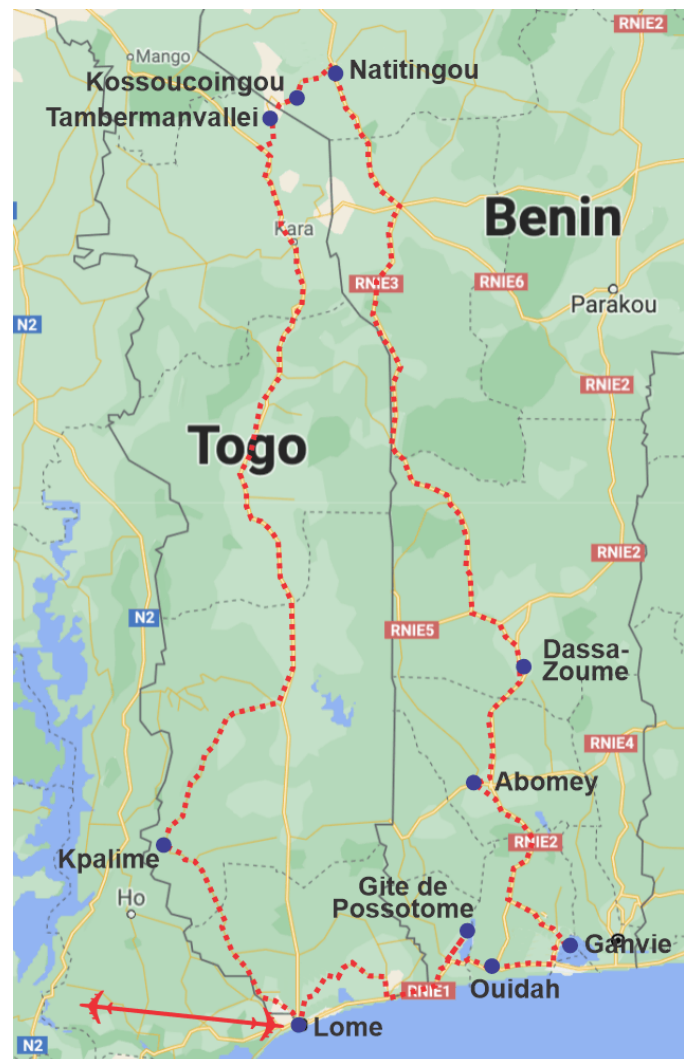 RNIE2
Mango
Natitingou
Kossoucoingou
Tambermanvallei
Benin
Kara
RNIE3
RNIE6
Parakou
N2
RNIE2
Togo
RNIE2
N2
RNIE5
Dassa-
Zoume
RNIE4
Abomey
RNIE2
Kpalime
Gite de
Possotome
Ho
Ganvie
Ouidah
RNIE1
Lome
N2